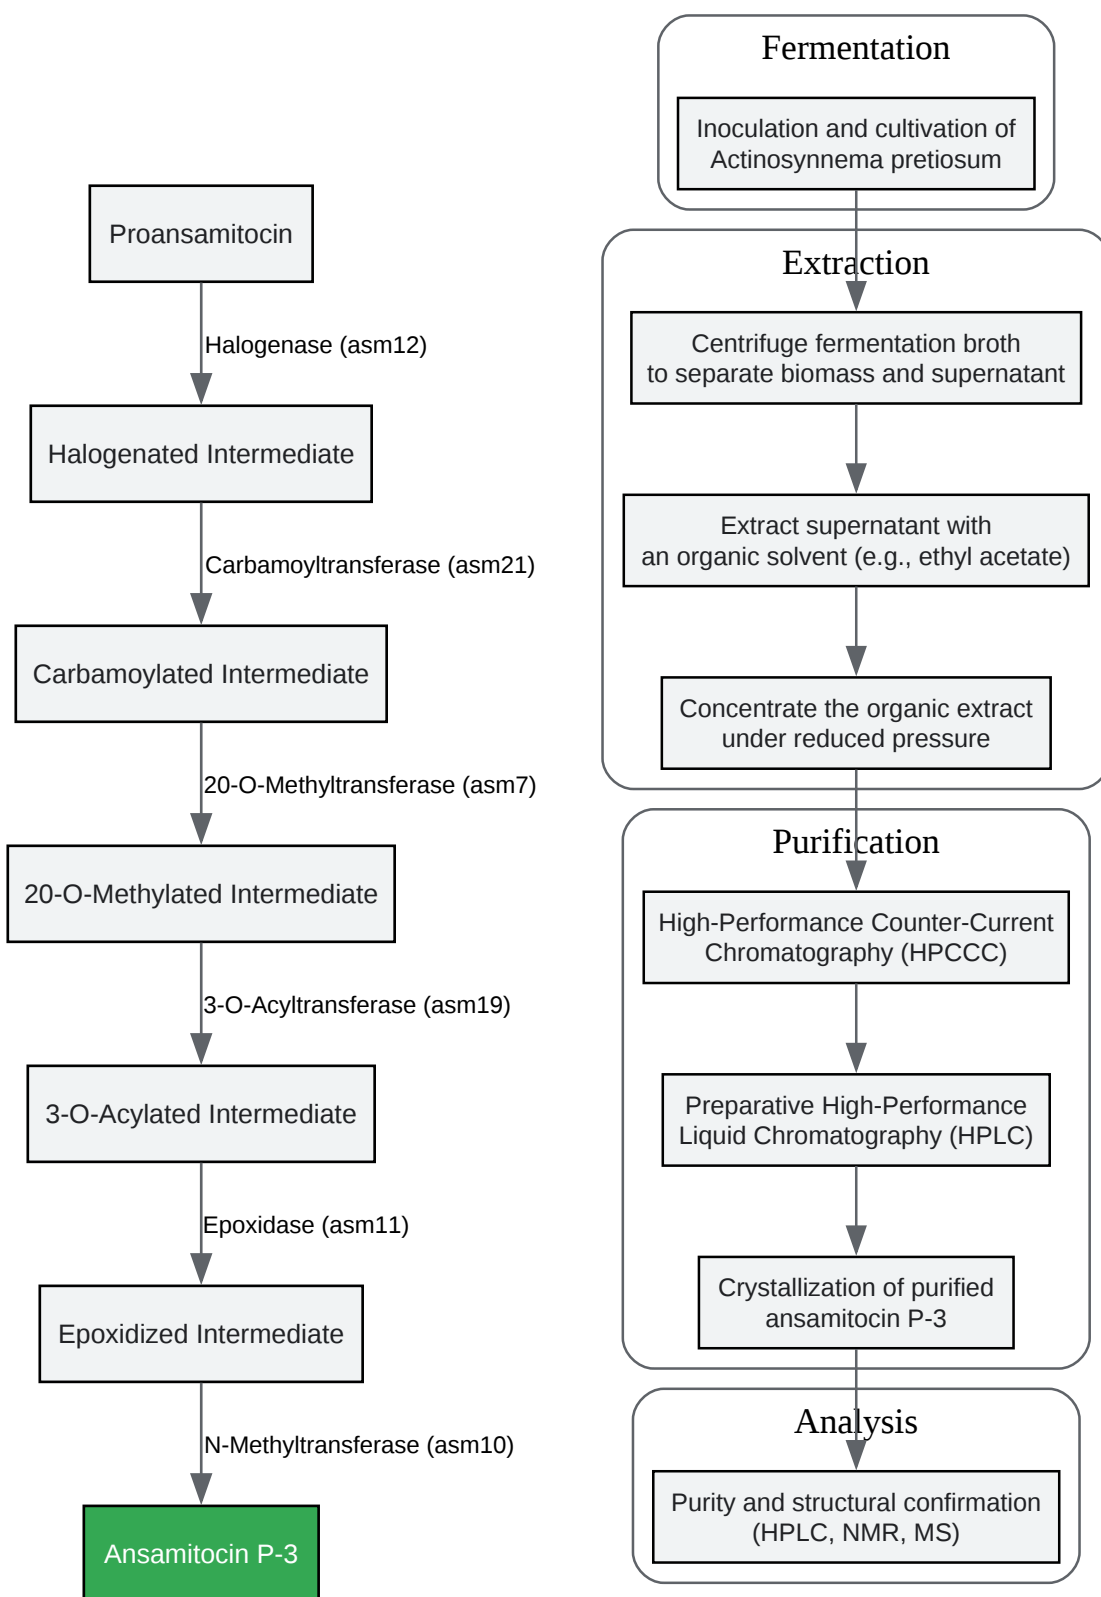 Proansamitocin
Halogenase (asm12)
Halogenated Intermediate
Carbamoyltransferase (asm21)
Carbamoylated Intermediate
20-O-Methyltransferase (asm7)
20-O-Methylated Intermediate
3-O-Acyltransferase (asm19)
3-O-Acylated Intermediate
Epoxidase (asm11)
Epoxidized Intermediate
N-Methyltransferase (asm10)
Ansamitocin P-3
Fermentation
Inoculation and cultivation of
Actinosynnema pretiosum
Extraction
Centrifuge fermentation broth
to separate biomass and supernatant
Extract supernatant with
an organic solvent (e.g., ethyl acetate)
Concentrate the organic extract
under reduced pressure
Purification
High-Performance Counter-Current
Chromatography (HPCCC)
Preparative High-Performance
Liquid Chromatography (HPLC)
Crystallization of purified
ansamitocin P-3
Analysis
Purity and structural confirmation
(HPLC, NMR, MS)